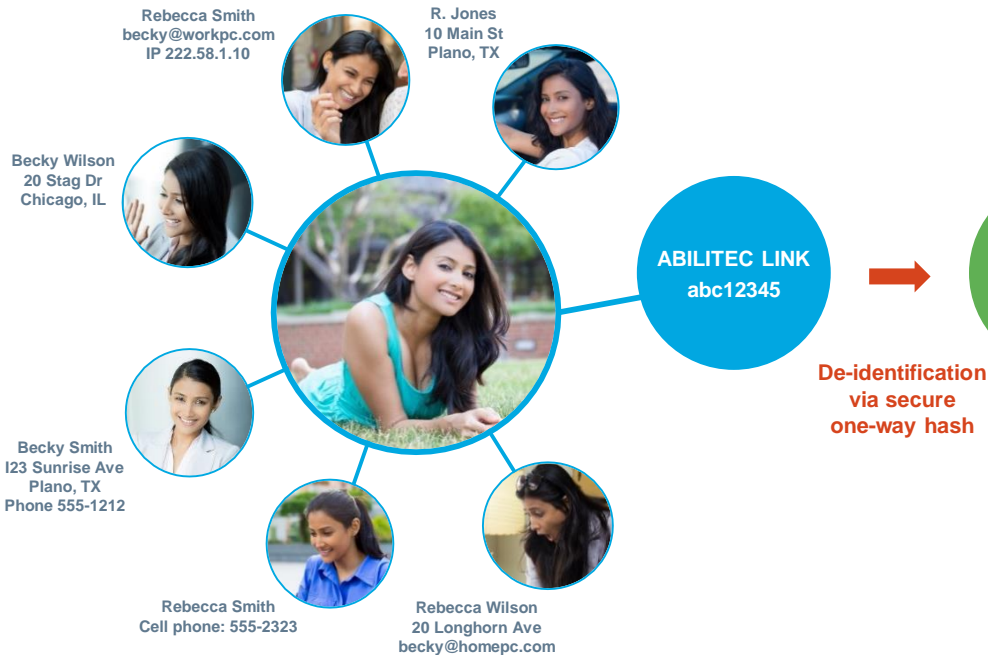 Rebecca Smith
becky@workpc.com
IP 222.58.1.10
R. Jones
10 Main St
Plano, TX
Becky Wilson
20 Stag Dr
Chicago, IL
ABILITEC LINK
abc12345
De-identification
via secure
one-way hash
Becky Smith
I23 Sunrise Ave
Plano, TX
Phone 555-1212
Rebecca Smith
Cell phone: 555-2323
Rebecca Wilson
20 Longhorn Ave
becky@homepc.com